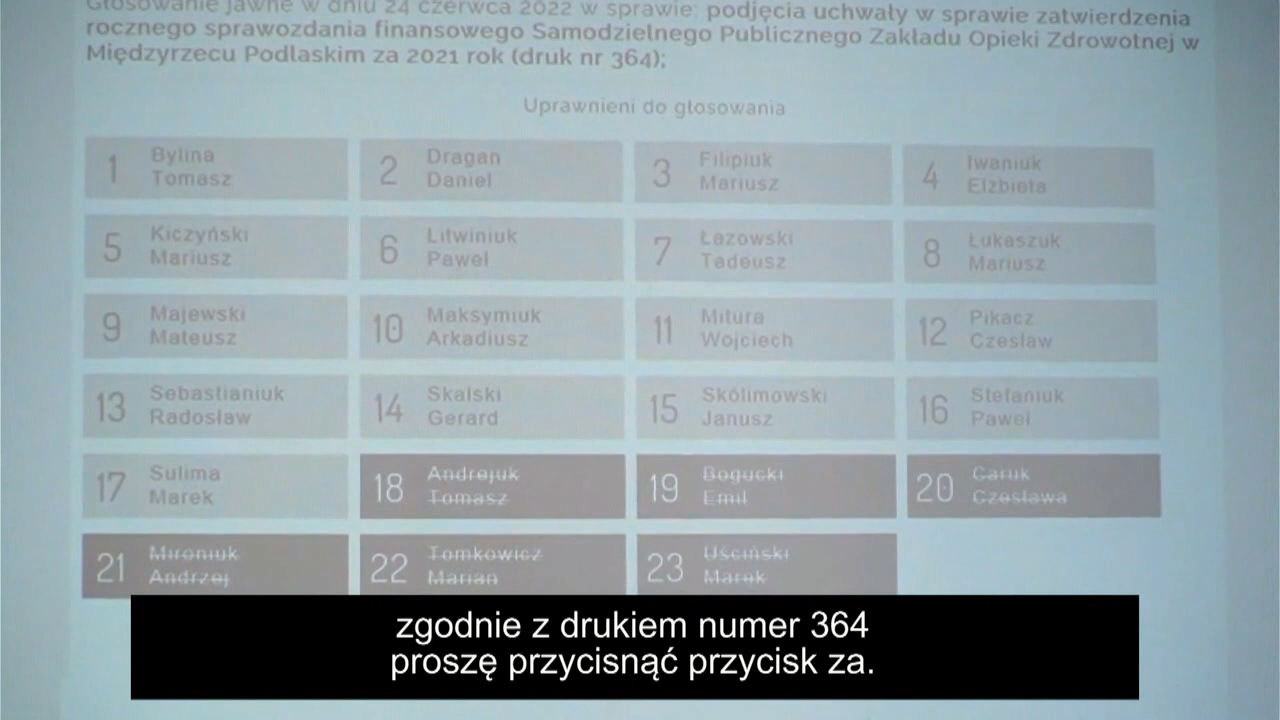 Głosowanie jawne w dniu 24 czerwca 2022 w sprawie: podjęcia uchwały w sprawie zatwierdzenia
rocznego sprawozdania finansowego Samodzielnego Publicznego Zakładu Opieki Zdrowotnej w
Międzyrzecu Podlaskim za 2021 rok (druk nr 364);
Uprawnieni do głosowania
1 Bylina
Tomasz
2 Dragan
Daniel
3 Filipiuk
Mariusz
4 Iwaniuk
Elżbieta
5 Kiczyński
Mariusz
6 Litwiniuk
Paweł
7 Łazowski
Tadeusz
8 Łukaszuk
Mariusz
9 Majewski
Mateusz
10 Maksymiuk
Arkadiusz
11 Mitura
Wojciech
12 Pikacz
Czesław
13 Sebastianiuk
Radosław
14 Skalski
Gerard
15 Skólimowski
Janusz
16 Stefaniuk
Paweł
17 Sulima
Marek
18 Andrejuk
Tomasz
19 Bogucki
Emil
20 Caruk
Czesława
21 Mironiuk
Andrzej
22 Tomkowicz
Marian
23 Uściński
Marek
zgodnie z drukiem numer 364
proszę przycisnąć przycisk za.